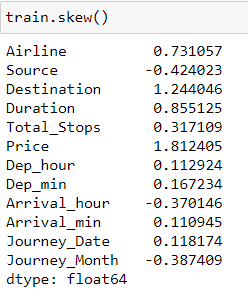 train.skew()
Airline 0.731057
Source -0.424023
Destination 1.244046
Duration 0.855125
Total_Stops 0.317109
Price 1.812405
Dep_hour 0.112924
Dep_min 0.167234
Arrival_hour -0.370146
Arrival_min 0.110945
Journey_Date 0.118174
Journey_Month -0.387409
dtype: float64